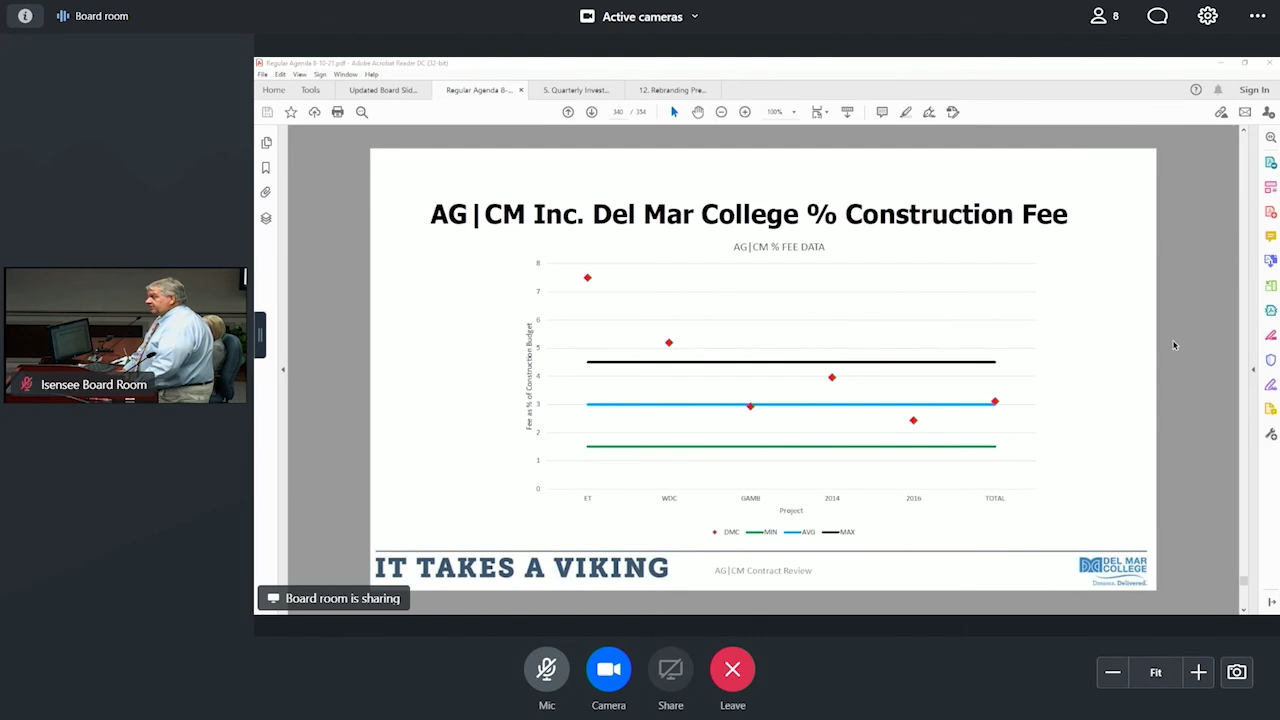 Board room
Active cameras
8
Regular Agenda 8-10-21.pdf - Adobe Acrobat Reader DC (32-bit)
File Edit View Sign Window Help
Home Tools Updated Board Slid... Regular Agenda 8-... × 5. Quarterly Invest... 12. Rebranding Pre... Sign In
340 / 354 100%
AG|CM Inc. Del Mar College % Construction Fee
AG|CM % FEE DATA
Fee as % of Construction Budget
8
7
6
5
4
3
2
1
0
ET WDC GAMB 2014 2016 TOTAL
Project
DMC MIN AVG MAX
IT TAKES A VIKING
AG|CM Contract Review
DEL MAR
COLLEGE
Dreams. Delivered.
Isensee Board Room
Board room is sharing
Mic Camera Share Leave
Fit